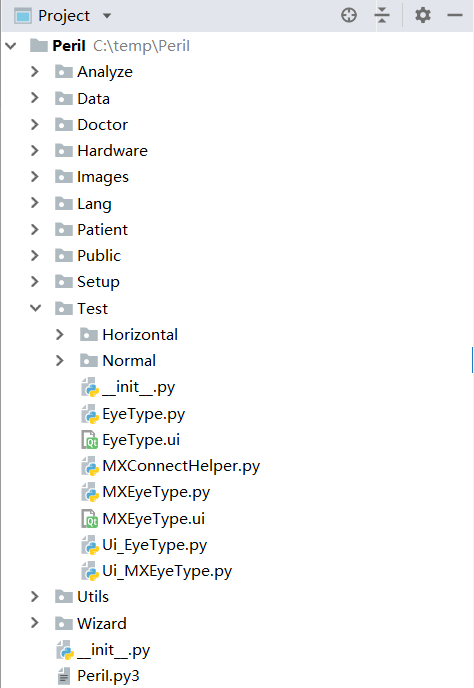 Project
Peril C:\temp\Peril
Analyze
Data
Doctor
Hardware
Images
Lang
Patient
Public
Setup
Test
Horizontal
Normal
__init__.py
EyeType.py
EyeType.ui
MXConnectHelper.py
MXEyeType.py
MXEyeType.ui
Ui_EyeType.py
Ui_MXEyeType.py
Utils
Wizard
__init__.py
Peril.py3